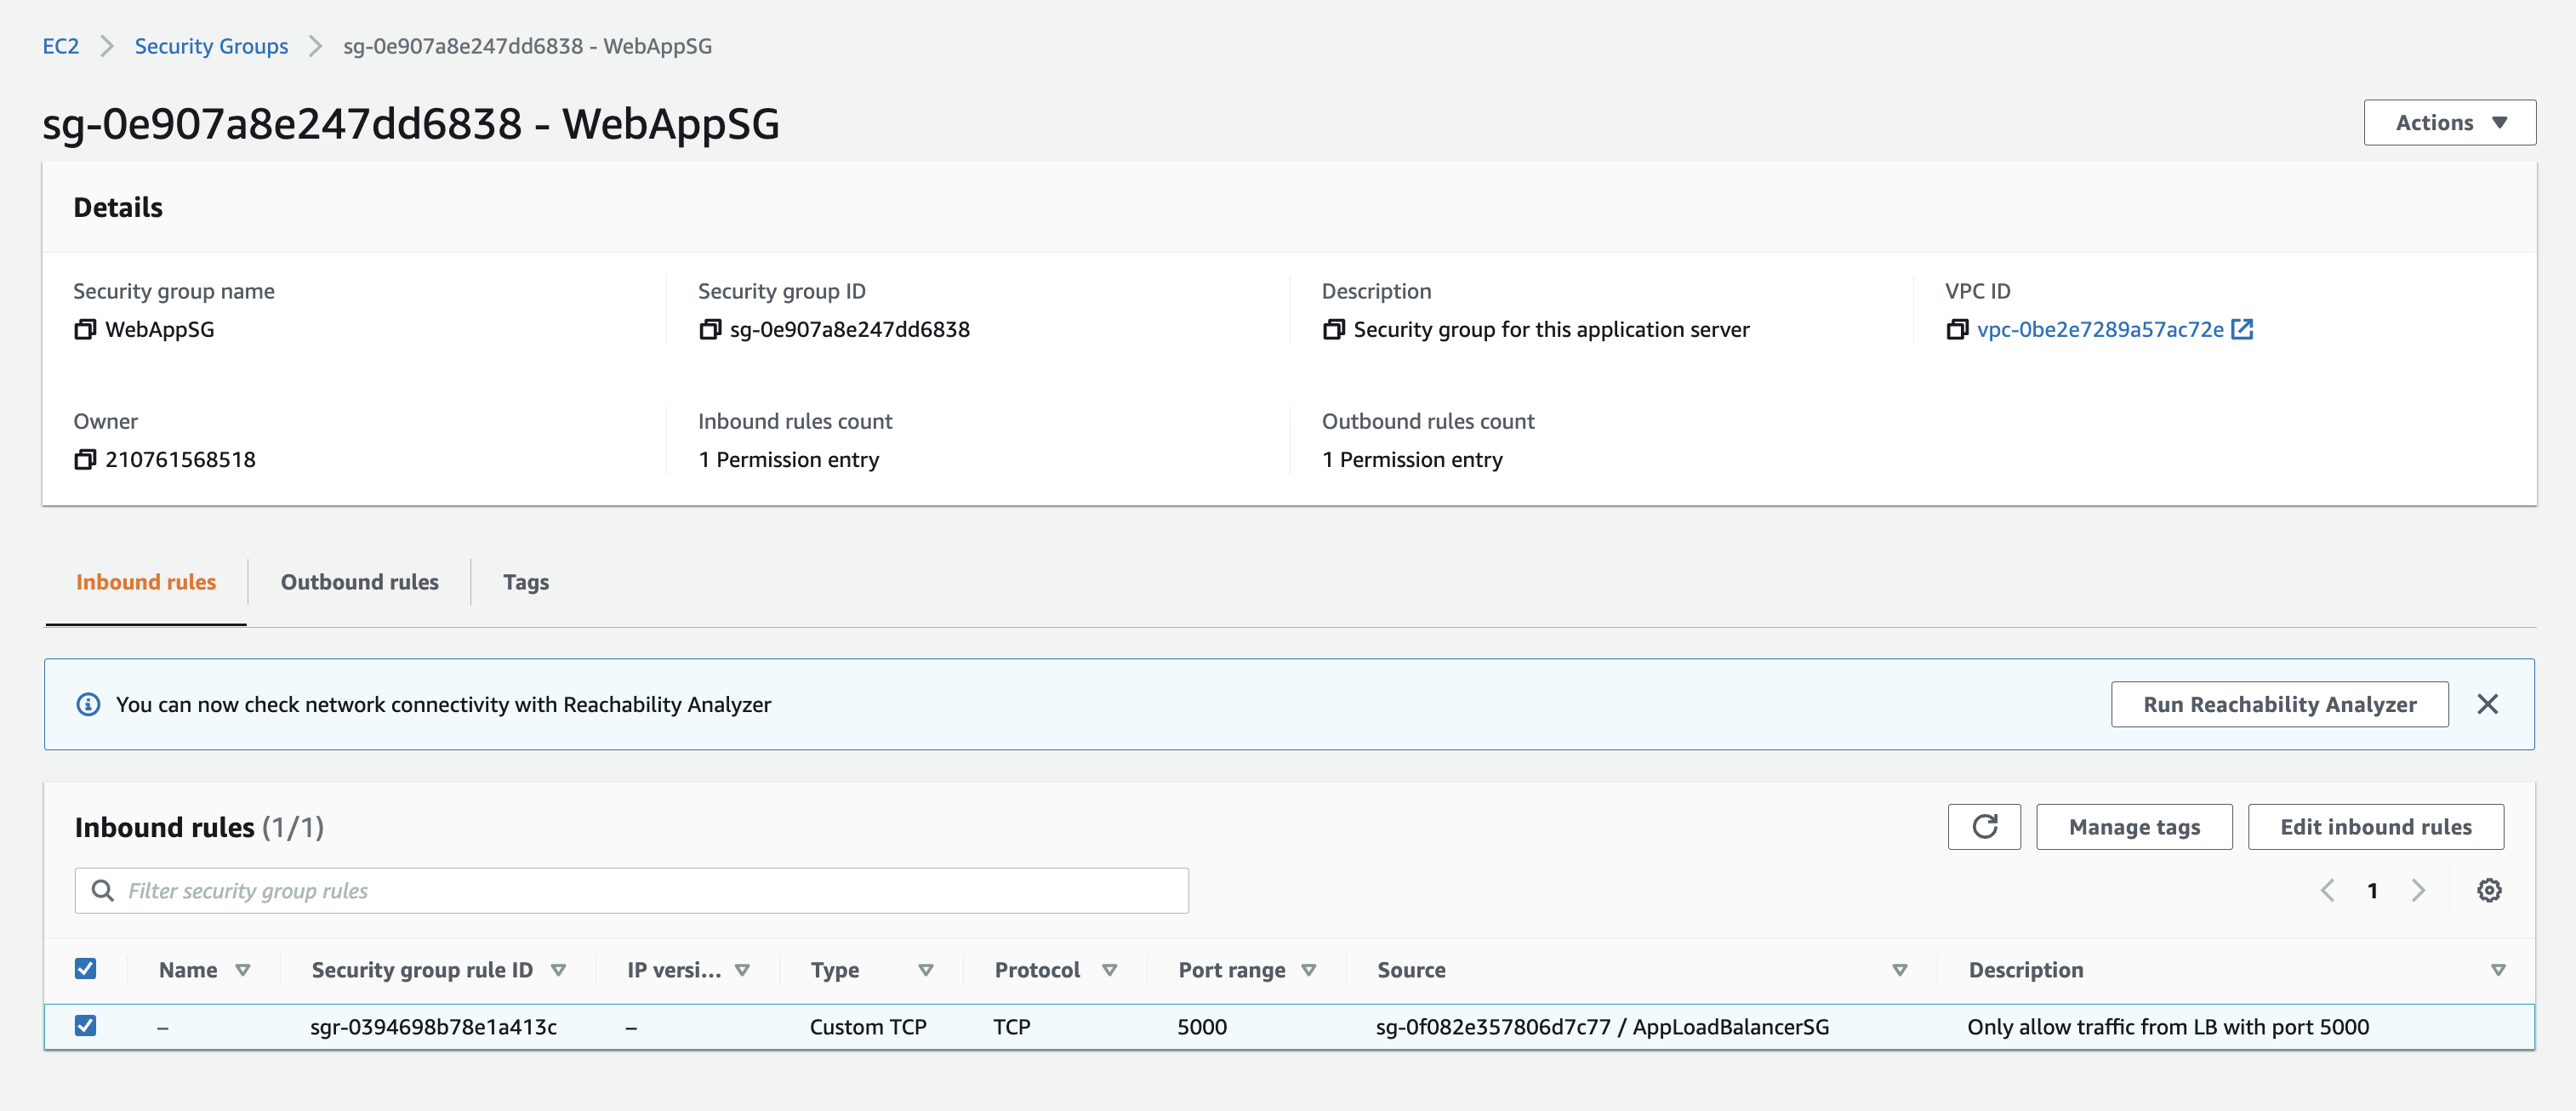 EC2 > Security Groups > sg-0e907a8e247dd6838 - WebAppSG
sg-0e907a8e247dd6838 - WebAppSG
Actions
Details
Security group name Security group ID Description VPC ID
WebAppSG sg-0e907a8e247dd6838 Security group for this application server vpc-0be2e7289a57ac72e
Owner Inbound rules count Outbound rules count
210761568518 1 Permission entry 1 Permission entry
Inbound rules Outbound rules Tags
You can now check network connectivity with Reachability Analyzer Run Reachability Analyzer
Inbound rules (1/1) Manage tags Edit inbound rules
Filter security group rules 1
Name Security group rule ID IP versi... Type Protocol Port range Source Description
– sgr-0394698b78e1a413c – Custom TCP TCP 5000 sg-0f082e357806d7c77 / AppLoadBalancerSG Only allow traffic from LB with port 5000